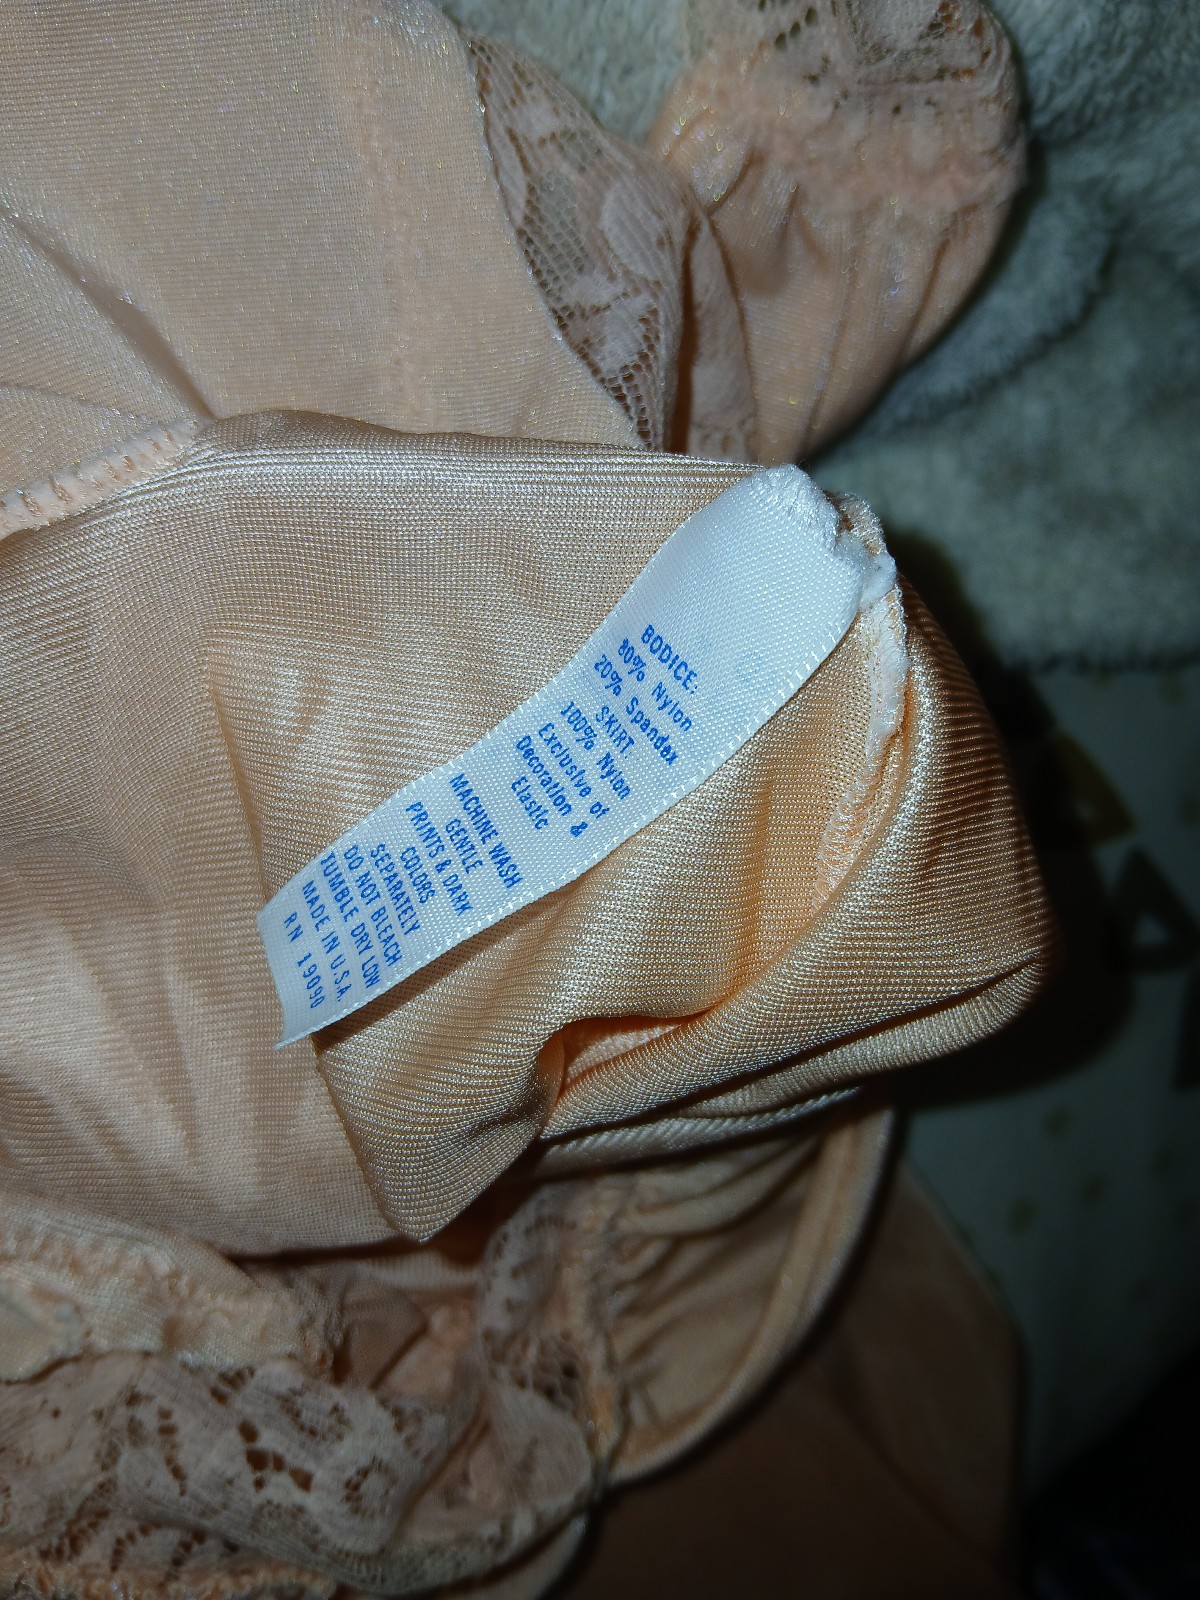 BODICE:
80% Nylon
20% Spandex
SKIRT
100% Nylon
Exclusive of
Decoration &
Elastic
MACHINE WASH
GENTLE
PRINTS & DARK
COLORS
SEPARATELY
DO NOT BLEACH
TUMBLE DRY LOW
MADE IN U.S.A.
RN 19090